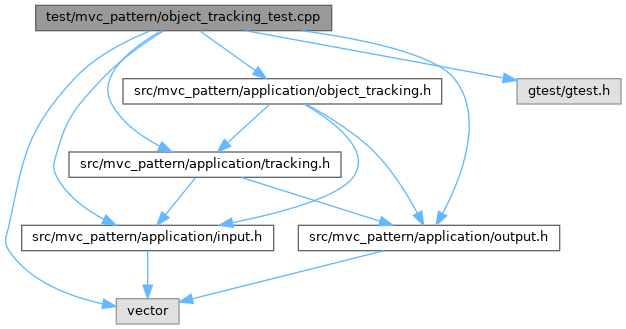 test/mvc_pattern/object_tracking_test.cpp
src/mvc_pattern/application/object_tracking.h
gtest/gtest.h
src/mvc_pattern/application/tracking.h
src/mvc_pattern/application/input.h
src/mvc_pattern/application/output.h
vector